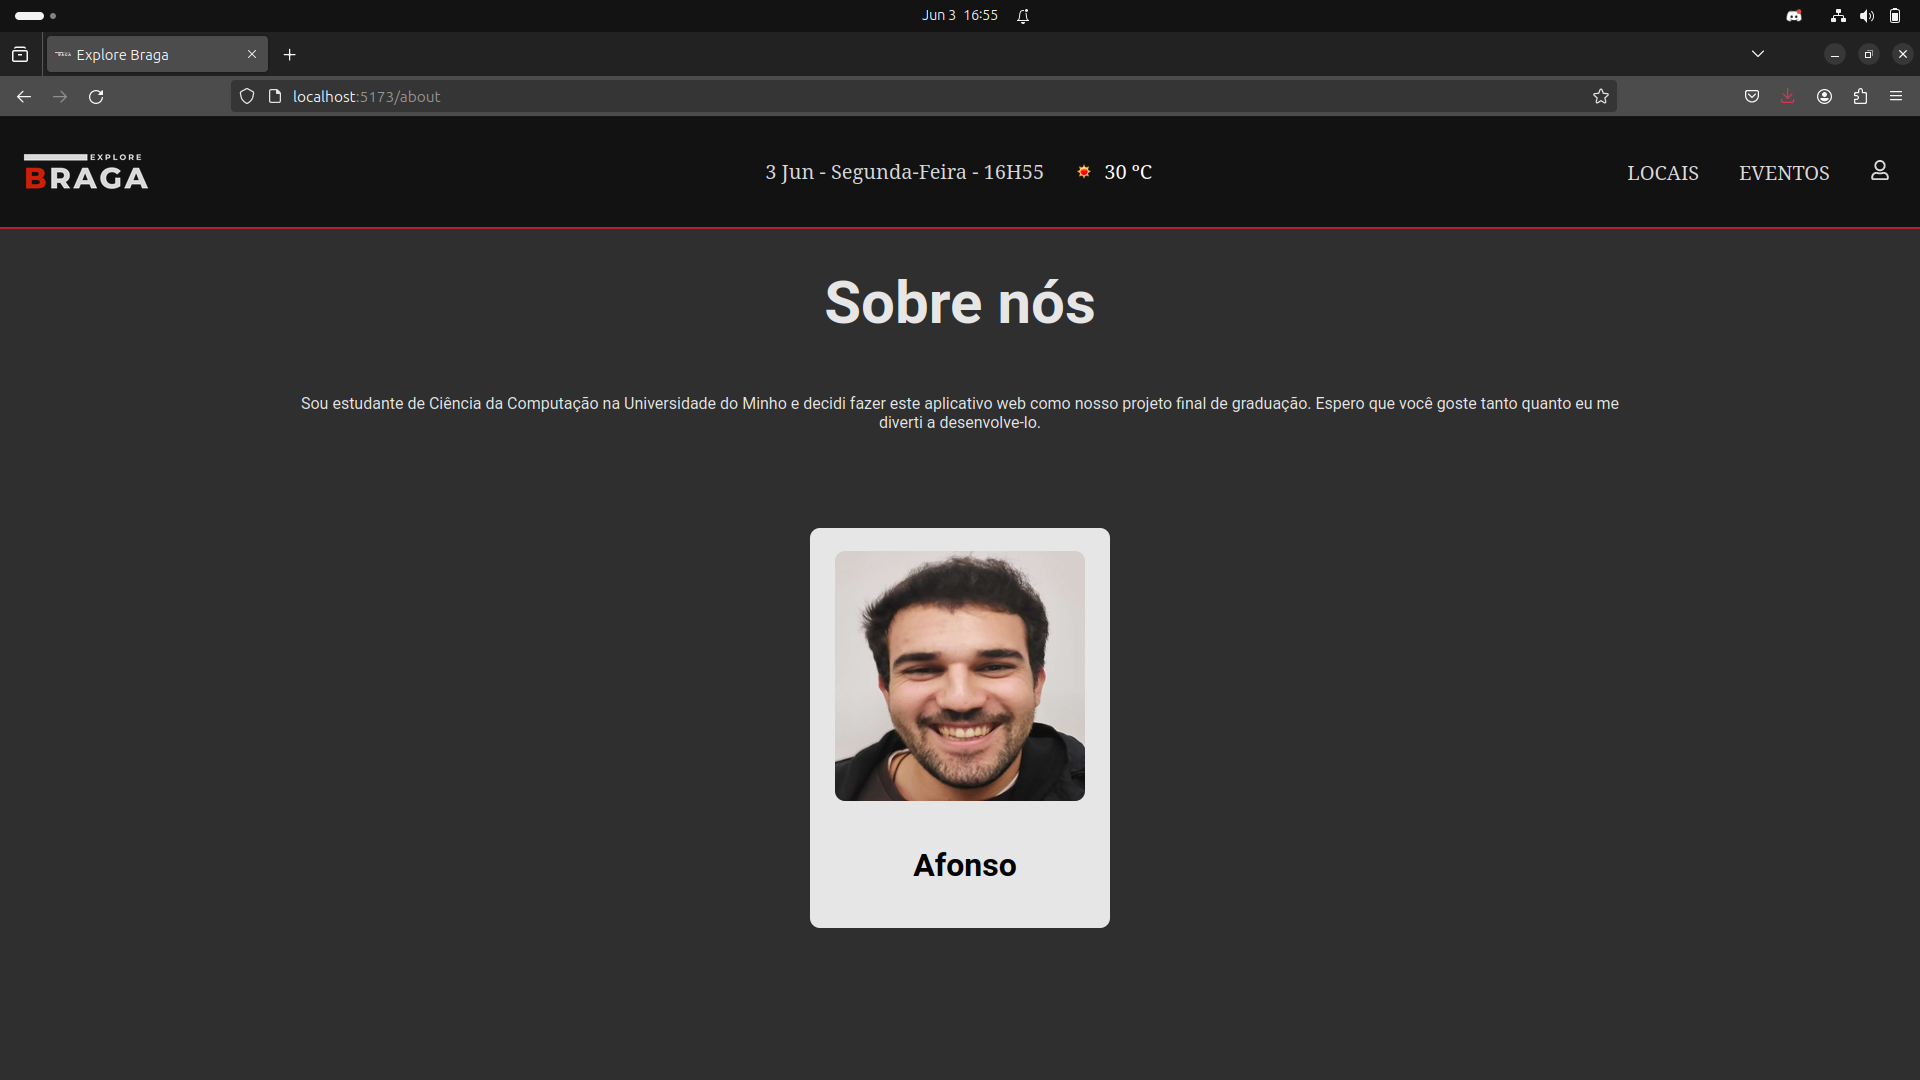 Jun 3 16:55
Explore Braga
localhost:5173/about
EXPLORE
BRAGA
3 Jun - Segunda-Feira - 16H55
30 ºC
LOCAIS
EVENTOS
Sobre nós
Sou estudante de Ciência da Computação na Universidade do Minho e decidi fazer este aplicativo web como nosso projeto final de graduação. Espero que você goste tanto quanto eu me
diverti a desenvolve-lo.
Afonso